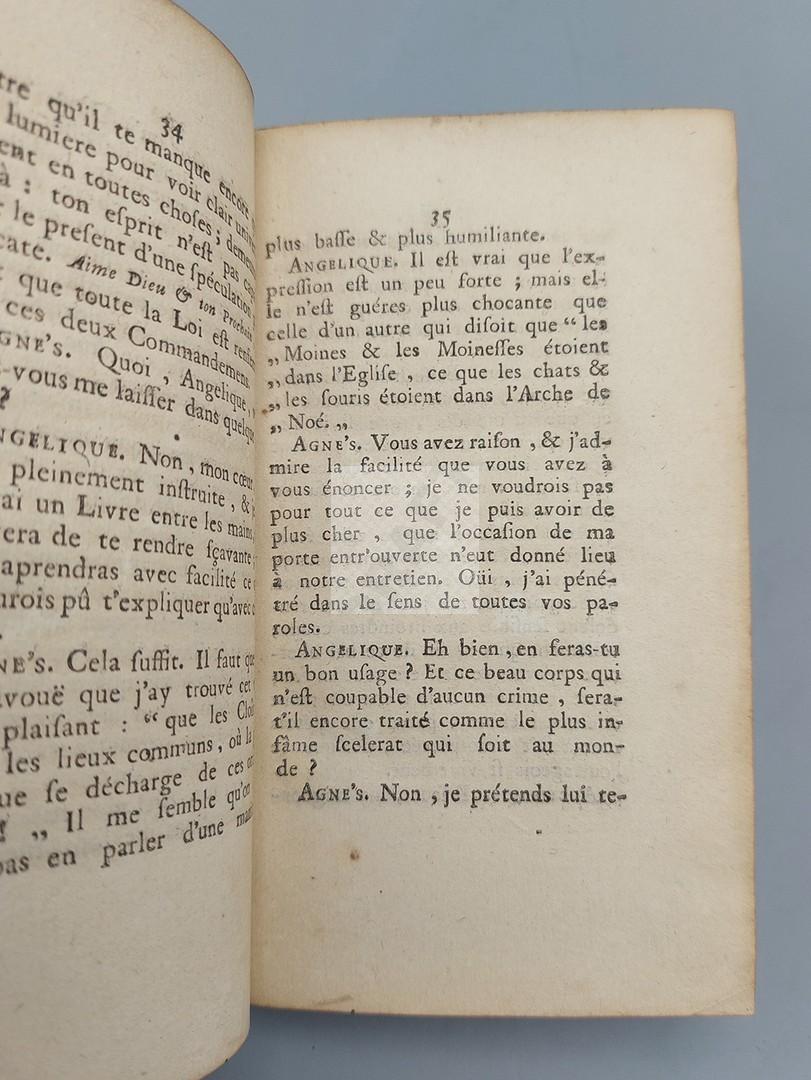 34
tre qu'il te manque encore
lumiere pour voir clair
ent en toutes choſes;
à : ton eſprit n'eſt pas
le preſent d'une ſpéculation
cate. Aime Dieu & ton Prochain
que toute la Loi eſt
ces deux Commandemens.
GNE'S. Quoi, Angelique,
-vous me laiſſer dans
?
NGELIQUE. Non, mon cœur,
pleinement inſtruite, &
ai un Livre entre les mains,
era de te rendre ſçavante,
aprendras avec facilité ce
urois pû t'expliquer qu'avec
NE'S. Cela ſuffit. Il faut
vouë que j'ay trouvé cet
plaiſant : “ que les
les lieux communs, où
ue ſe décharge de ces
„ Il me ſemble qu'on
pas en parler d'une
35
plus baſſe & plus humiliante.
ANGELIQUE. Il eſt vrai que l'ex-
preſſion eſt un peu forte ; mais el-
le n'eſt guéres plus chocante que
celle d'un autre qui diſoit que “ les
„ Moines & les Moineſſes étoient
„ dans l'Egliſe , ce que les chats &
„ les ſouris étoient dans l'Arche de
„ Noé. „
AGNE'S. Vous avez raiſon , & j'ad-
mire la facilité que vous avez à
vous énoncer ; je ne voudrois pas
pour tout ce que je puis avoir de
plus cher , que l'occaſion de ma
porte entr'ouverte n'eut donné lieu
à notre entretien. Oüi , j'ai péné-
tré dans le ſens de toutes vos pa-
roles.
ANGELIQUE. Eh bien , en feras-tu
un bon uſage ? Et ce beau corps qui
n'eſt coupable d'aucun crime , ſera-
t'il encore traité comme le plus in-
fâme ſcelerat qui ſoit au mon-
de ?
AGNE'S. Non , je prétends lui te-